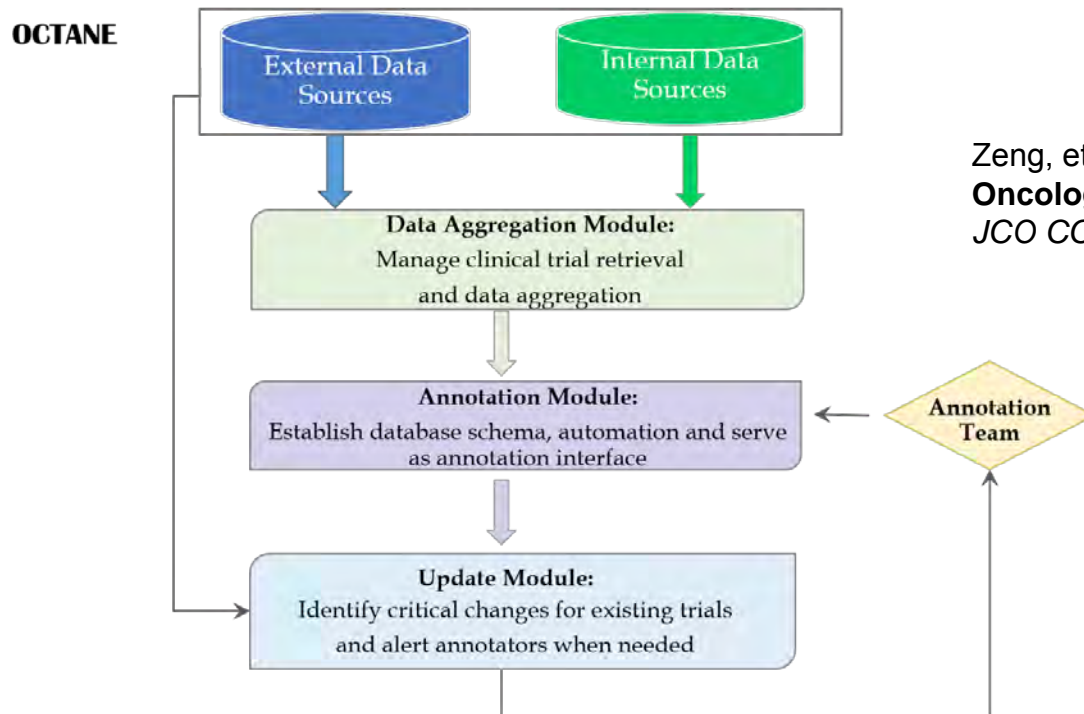 OCTANE
External Data
Sources
Internal Data
Sources
Zeng, et
Oncolog
JCO CC
Data Aggregation Module:
Manage clinical trial retrieval
and data aggregation
Annotation Module:
Establish database schema, automation and serve
as annotation interface
Annotation
Team
Update Module:
Identify critical changes for existing trials
and alert annotators when needed